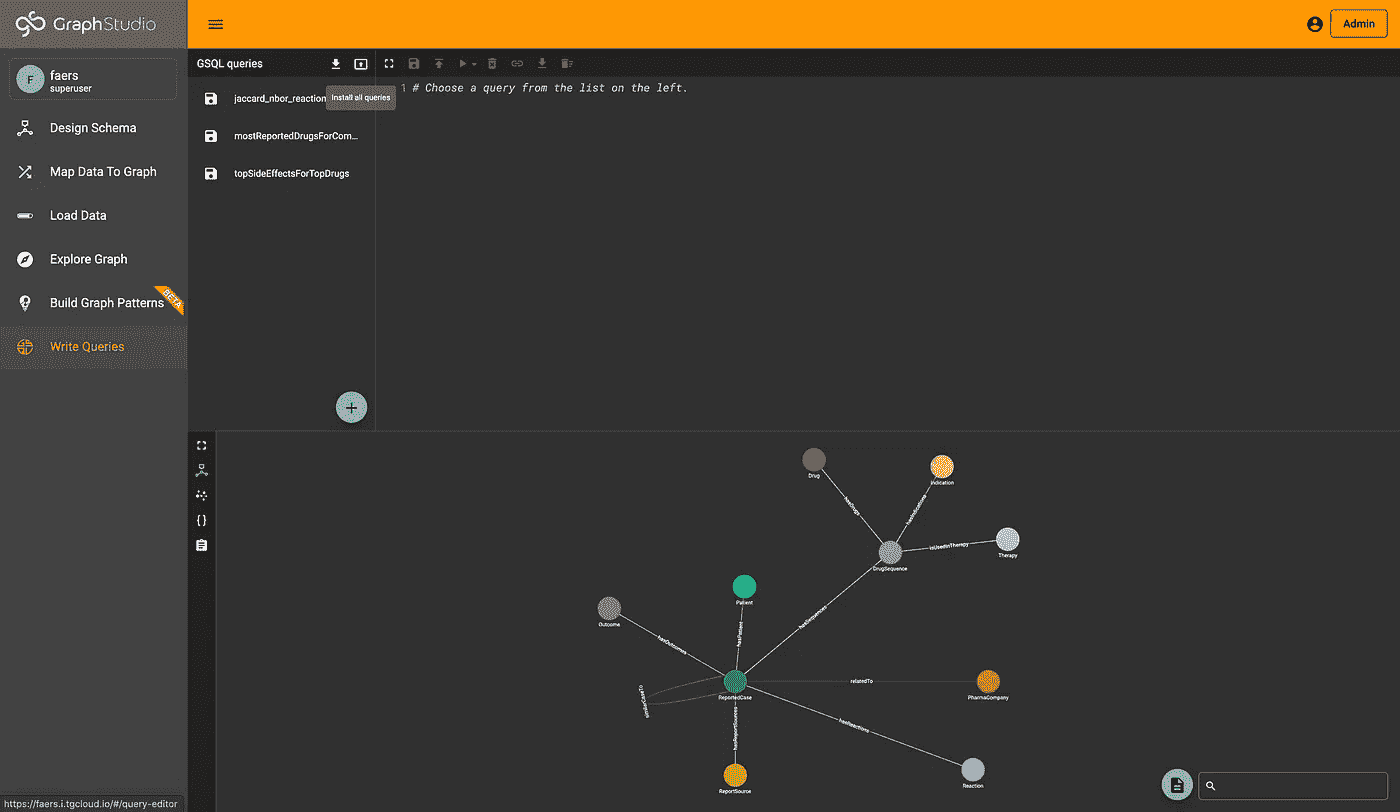 GraphStudio
Admin
F
faers
superuser
Design Schema
Map Data To Graph
Load Data
Explore Graph
Build Graph Patterns
BETA
Write Queries
GSQL queries
jaccard_nbor_reaction
Install all queries
mostReportedDrugsForCom...
topSideEffectsForTopDrugs
1 # Choose a query from the list on the left.
Drug
Indication
hasDrugs
hasIndications
isUsedInTherapy
Therapy
DrugSequence
Patient
Outcome
hasSequences
hasPatient
hasOutcomes
ReportedCase
relatedTo
PharmaCompany
similarCaseTo
hasReportSources
hasReactions
ReportSource
Reaction
https://faers.i.tgcloud.io/#/query-editor